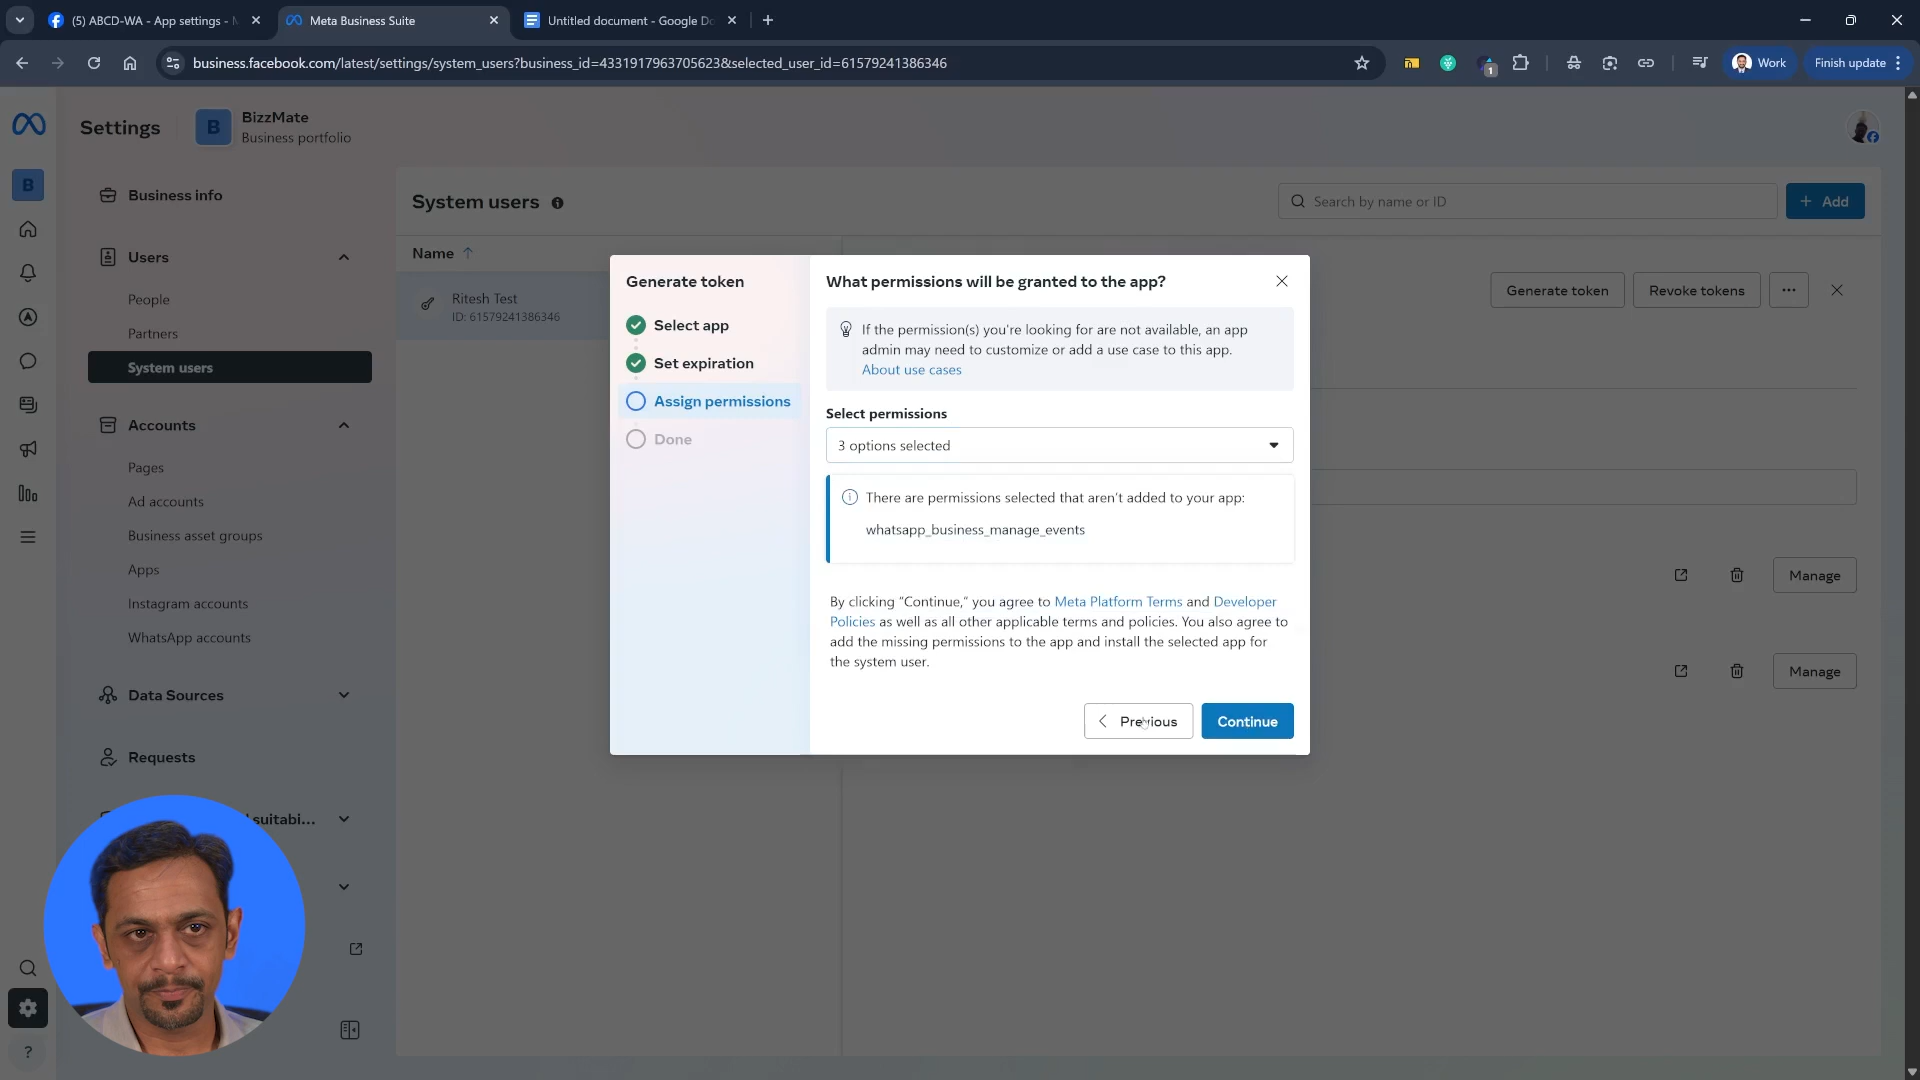 (5) ABCD-WA - App settings -
Meta Business Suite
Untitled document - Google Do
business.facebook.com/latest/settings/system_users?business_id=433191796370562&selected_user_id=61579241386346
1
Work
Finish update
Settings
B
BizzMate
Business portfolio
B
Business info
Users
People
Partners
System users
Accounts
Pages
Ad accounts
Business asset groups
Apps
Instagram accounts
WhatsApp accounts
Data Sources
Requests
suitabi...
System users
Search by name or ID
+ Add
Name
Ritesh Test
ID: 61579241386346
Generate token
Revoke tokens
...
Manage
Manage
Generate token
Select app
Set expiration
Assign permissions
Done
What permissions will be granted to the app?
If the permission(s) you're looking for are not available, an app
admin may need to customize or add a use case to this app.
About use cases
Select permissions
3 options selected
There are permissions selected that aren't added to your app:
whatsapp_business_manage_events
By clicking “Continue,” you agree to Meta Platform Terms and Developer
Policies as well as all other applicable terms and policies. You also agree to
add the missing permissions to the app and install the selected app for
the system user.
Previous
Continue
?